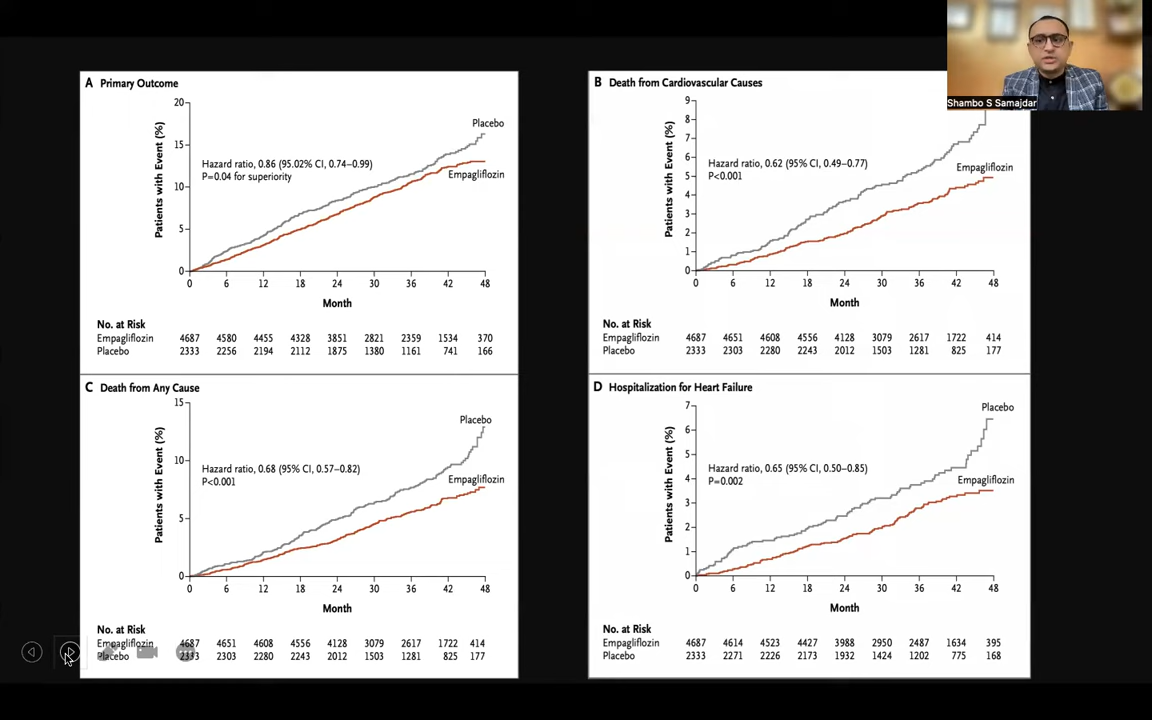 Shambo S Samajdar
A Primary Outcome
20
15
10
5
0
Patients with Event (%)
Hazard ratio, 0.86 (95.02% CI, 0.74–0.99)
P=0.04 for superiority
Placebo
Empagliflozin
0 6 12 18 24 30 36 42 48
Month
No. at Risk
Empagliflozin 4687 4580 4455 4328 3851 2821 2359 1534 370
Placebo 2333 2256 2194 2112 1875 1380 1161 741 166
B Death from Cardiovascular Causes
9
8
7
6
5
4
3
2
1
0
Patients with Event (%)
Hazard ratio, 0.62 (95% CI, 0.49–0.77)
P<0.001
Empagliflozin
0 6 12 18 24 30 36 42 48
Month
No. at Risk
Empagliflozin 4687 4651 4608 4556 4128 3079 2617 1722 414
Placebo 2333 2303 2280 2243 2012 1503 1281 825 177
C Death from Any Cause
15
10
5
0
Patients with Event (%)
Hazard ratio, 0.68 (95% CI, 0.57–0.82)
P<0.001
Placebo
Empagliflozin
0 6 12 18 24 30 36 42 48
Month
No. at Risk
Empagliflozin 4687 4651 4608 4556 4128 3079 2617 1722 414
Placebo 2333 2303 2280 2243 2012 1503 1281 825 177
D Hospitalization for Heart Failure
7
6
5
4
3
2
1
0
Patients with Event (%)
Hazard ratio, 0.65 (95% CI, 0.50–0.85)
P=0.002
Placebo
Empagliflozin
0 6 12 18 24 30 36 42 48
Month
No. at Risk
Empagliflozin 4687 4614 4523 4427 3988 2950 2487 1634 395
Placebo 2333 2271 2226 2173 1932 1424 1202 775 168